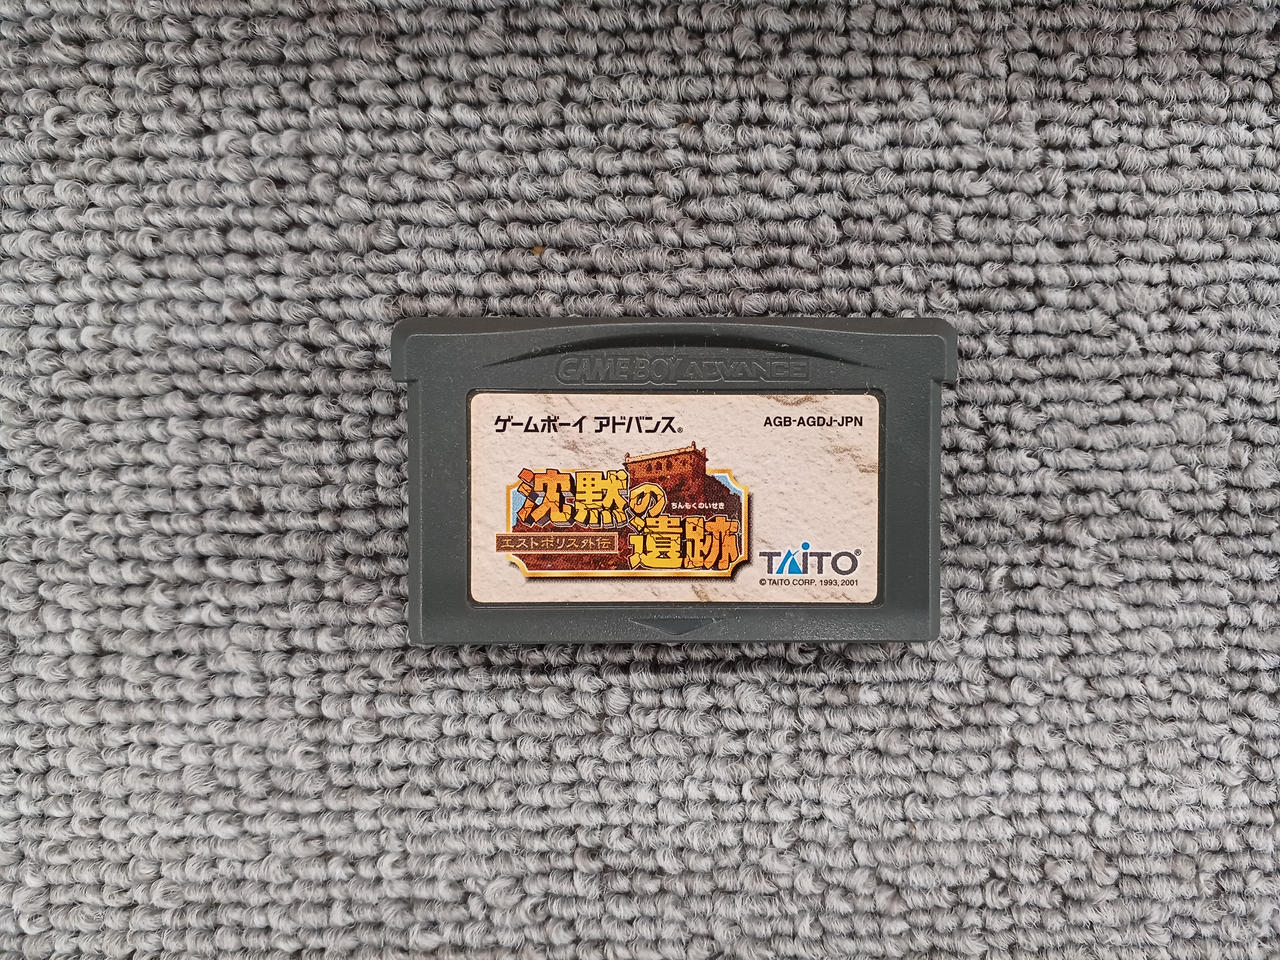 GAME BOY ADVANCE
ゲームボーイ アドバンス®
AGB-AGDJ-JPN
沈黙の
ちんもくのいせき
遺跡
エストポリス外伝
TAITO®
© TAITO CORP. 1993, 2001